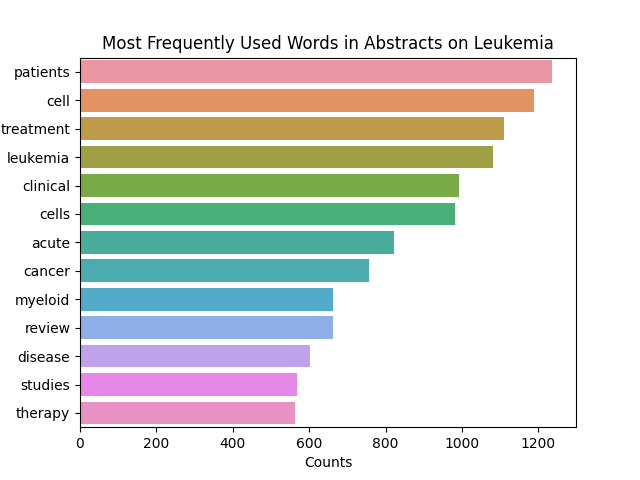 Most Frequently Used Words in Abstracts on Leukemia
patients
cell
treatment
leukemia
clinical
cells
acute
cancer
myeloid
review
disease
studies
therapy
0 200 400 600 800 1000 1200
Counts